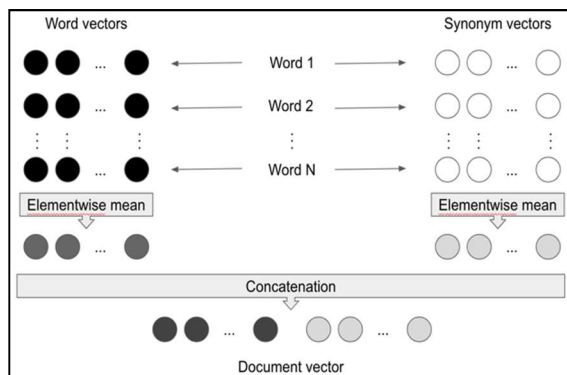 Word vectors
Synonym vectors
... Word 1 ...
... Word 2 ...
... Word N ...
Elementwise mean
Elementwise mean
... ...
Concatenation
... ...
Document vector